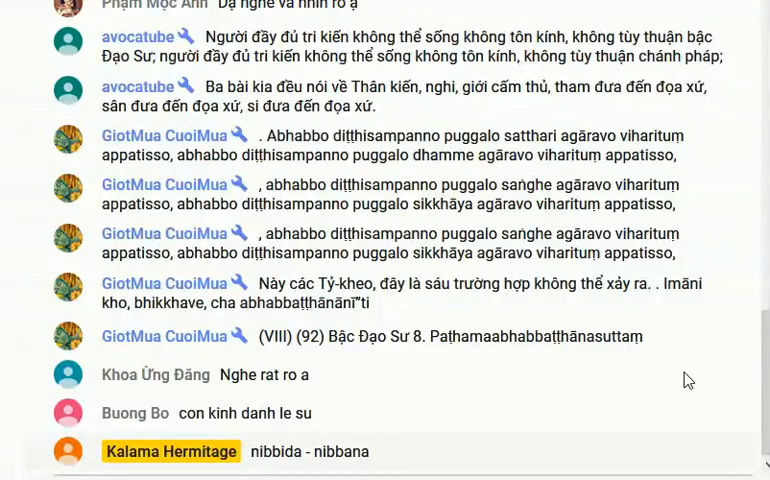 Phạm Mộc Anh Dạ nghe và nhìn rõ ạ
avocatube Người đầy đủ tri kiến không thể sống không tôn kính, không tùy thuận bậc
Đạo Sư; người đầy đủ tri kiến không thể sống không tôn kính, không tùy thuận chánh pháp;
avocatube Ba bài kia đều nói về Thân kiến, nghi, giới cấm thủ, tham đưa đến đọa xứ,
sân đưa đến đọa xứ, si đưa đến đọa xứ.
GiotMua CuoiMua . Abhabbo diṭṭhisampanno puggalo satthari agāravo viharituṃ
appatisso, abhabbo diṭṭhisampanno puggalo dhamme agāravo viharituṃ appatisso,
GiotMua CuoiMua , abhabbo diṭṭhisampanno puggalo saṅghe agāravo viharituṃ
appatisso, abhabbo diṭṭhisampanno puggalo sikkhāya agāravo viharituṃ appatisso,
GiotMua CuoiMua , abhabbo diṭṭhisampanno puggalo saṅghe agāravo viharituṃ
appatisso, abhabbo diṭṭhisampanno puggalo sikkhāya agāravo viharituṃ appatisso,
GiotMua CuoiMua Này các Tỷ-kheo, đây là sáu trường hợp không thể xảy ra. . Imāni
kho, bhikkhave, cha abhabbaṭṭhānānī”ti
GiotMua CuoiMua (VIII) (92) Bậc Đạo Sư 8. Paṭhamaabhabbaṭṭhānasuttaṃ
Khoa Ừng Đăng Nghe rat ro a
Buong Bo con kinh danh le su
Kalama Hermitage nibbida - nibbana